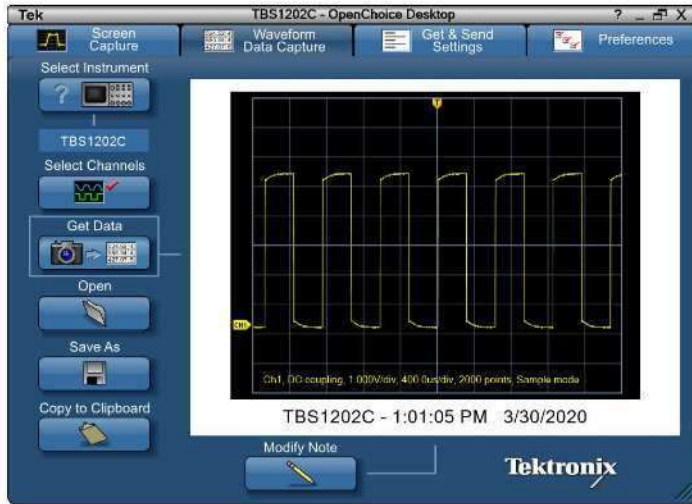 Tek
TBS1202C - OpenChoice Desktop
? _ X
Screen Capture
Waveform Data Capture
Get & Send Settings
Preferences
Select Instrument
?
TBS1202C
Select Channels
Get Data
Open
Save As
Copy to Clipboard
T
CH1
Ch1, DC coupling, 1.000V/div, 400.0us/div, 2000 points, Sample mode
TBS1202C - 1:01:05 PM 3/30/2020
Modify Note
Tektronix